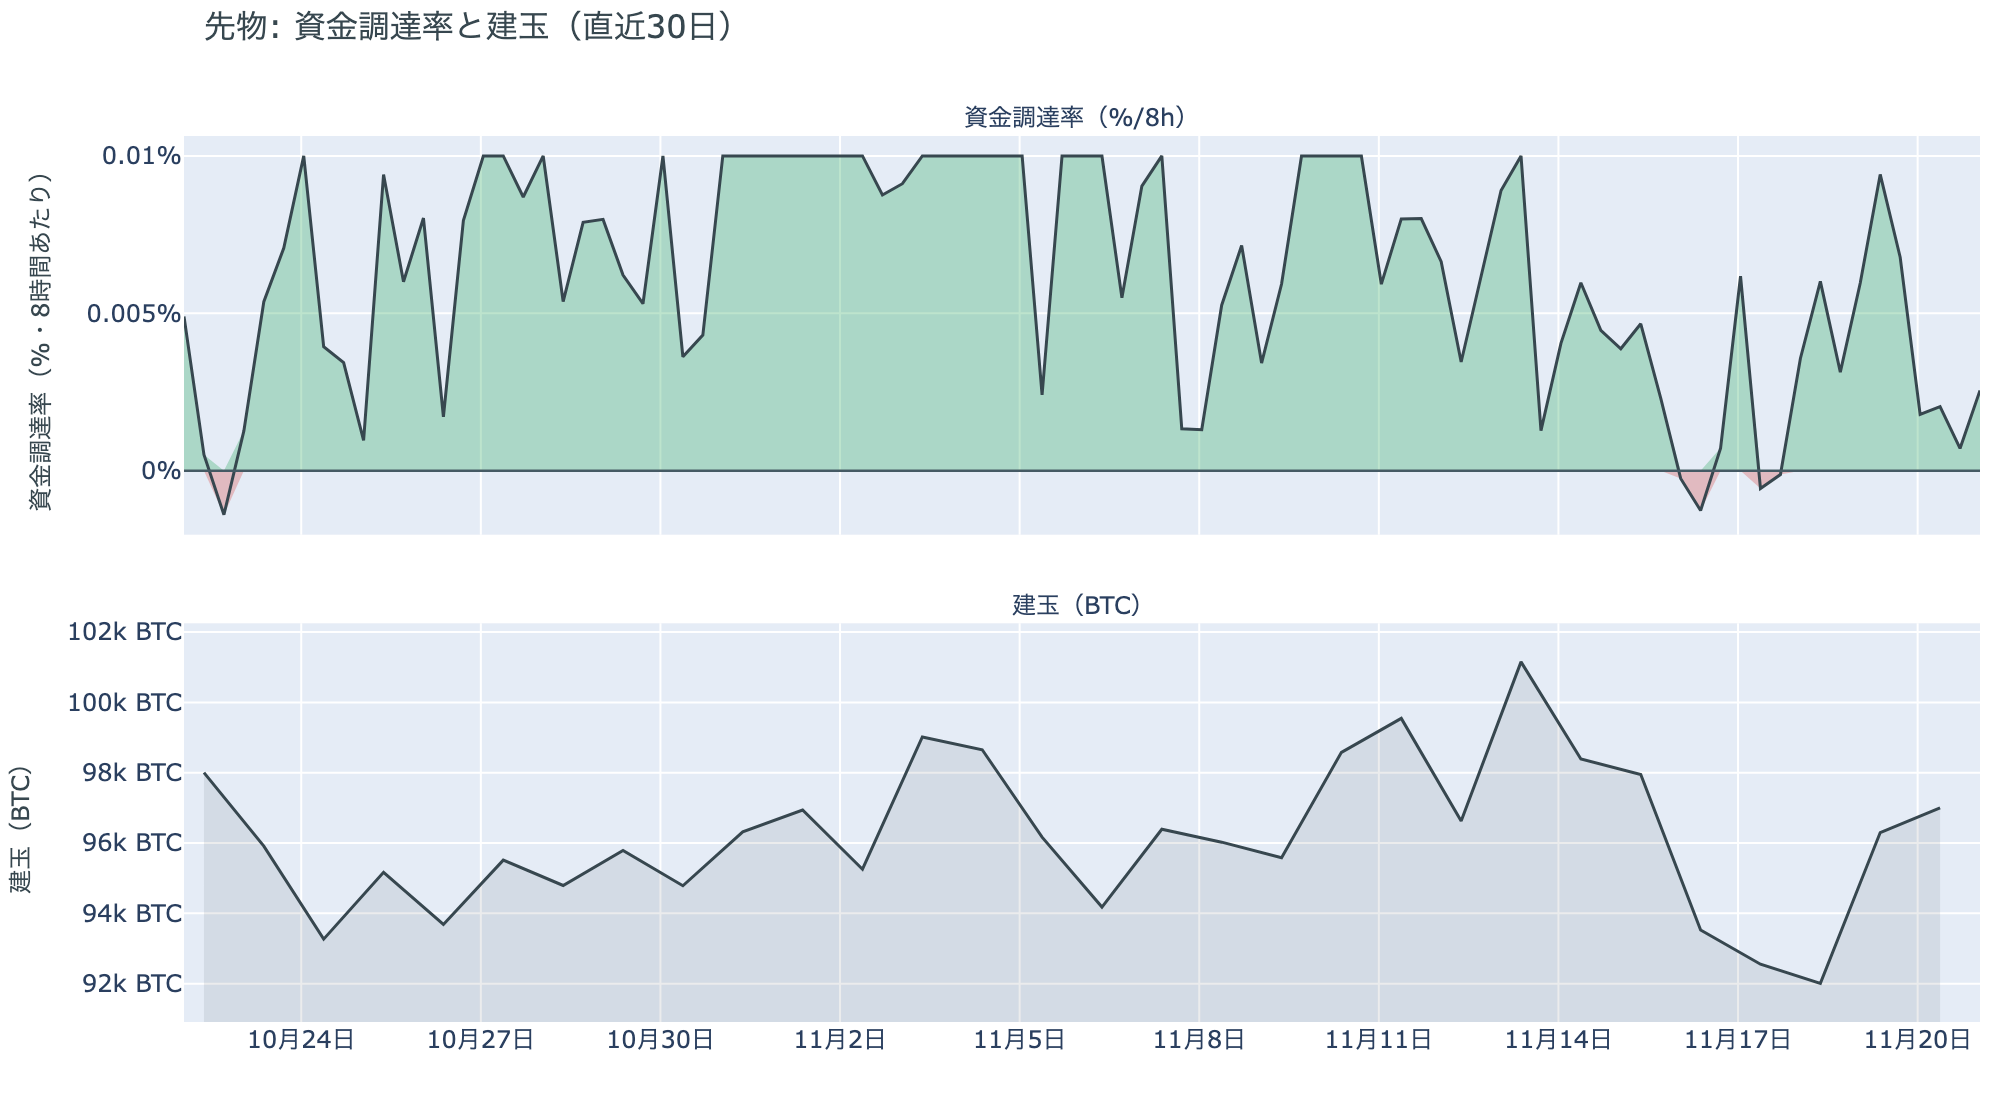 先物: 資金調達率と建玉（直近30日）
資金調達率（%/8h）
資金調達率（%・8時間あたり）
0.01%
0.005%
0%
建玉（BTC）
建玉（BTC）
102k BTC
100k BTC
98k BTC
96k BTC
94k BTC
92k BTC
10月24日
10月27日
10月30日
11月2日
11月5日
11月8日
11月11日
11月14日
11月17日
11月20日